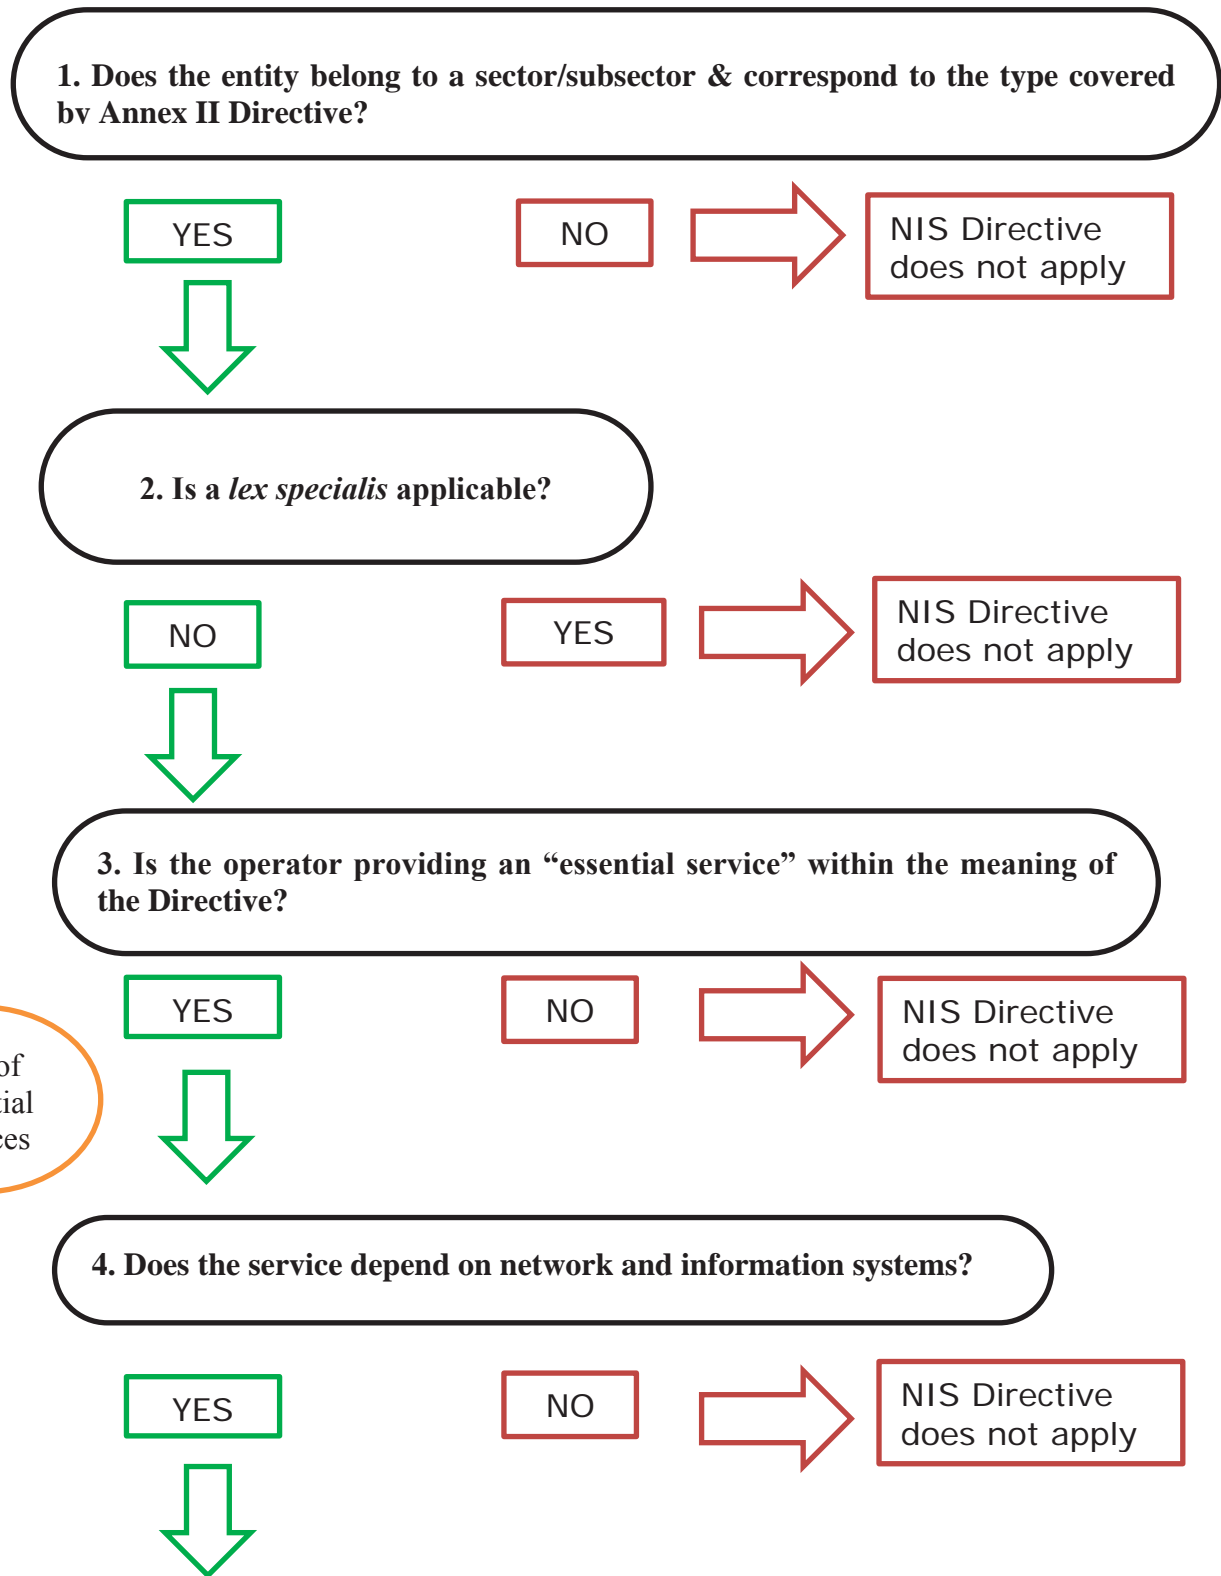 1. Does the entity belong to a sector/subsector & correspond to the type covered
by Annex II Directive?
YES
NO
NIS Directive
does not apply
2. Is a lex specialis applicable?
NO
YES
NIS Directive
does not apply
3. Is the operator providing an “essential service” within the meaning of
the Directive?
YES
NO
NIS Directive
does not apply
of
tial
ces
4. Does the service depend on network and information systems?
YES
NO
NIS Directive
does not apply